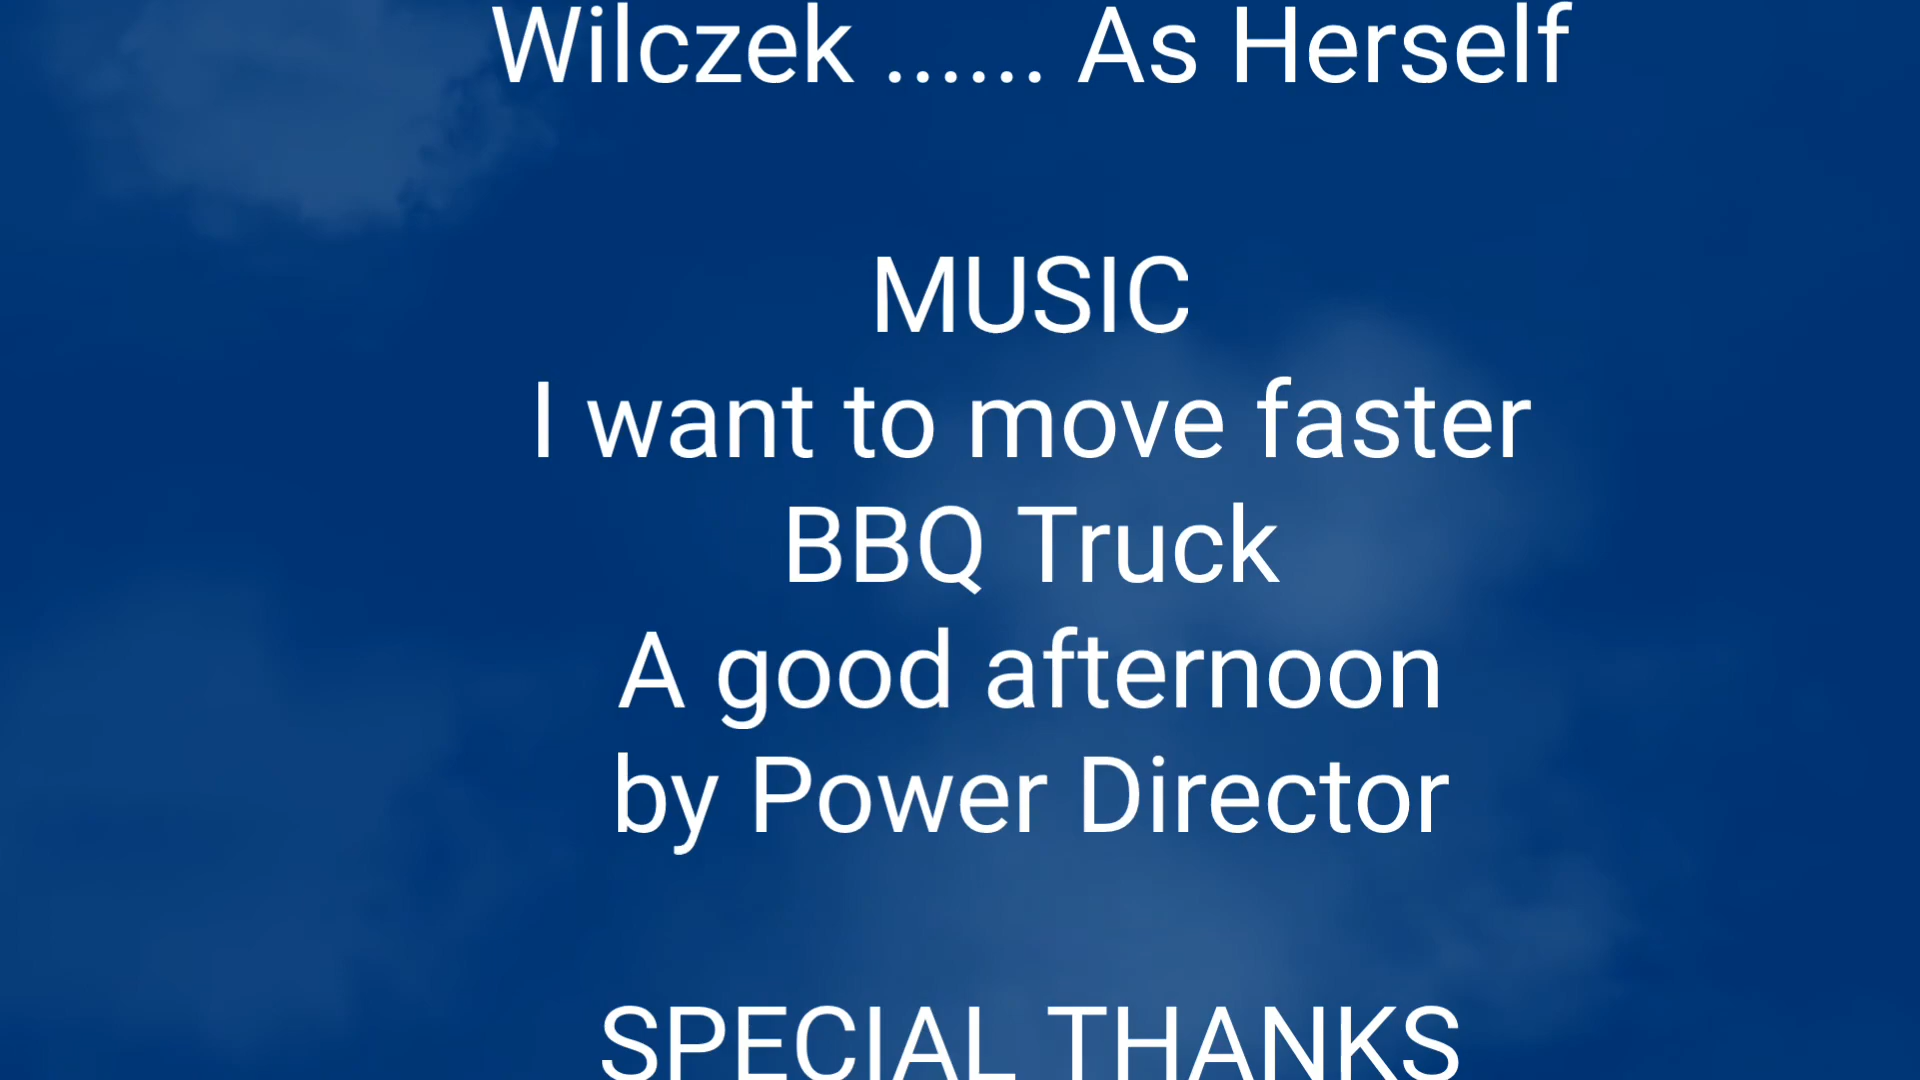 Wilczek ...... As Herself
MUSIC
I want to move faster
BBQ Truck
A good afternoon
by Power Director
SPECIAL THANKS